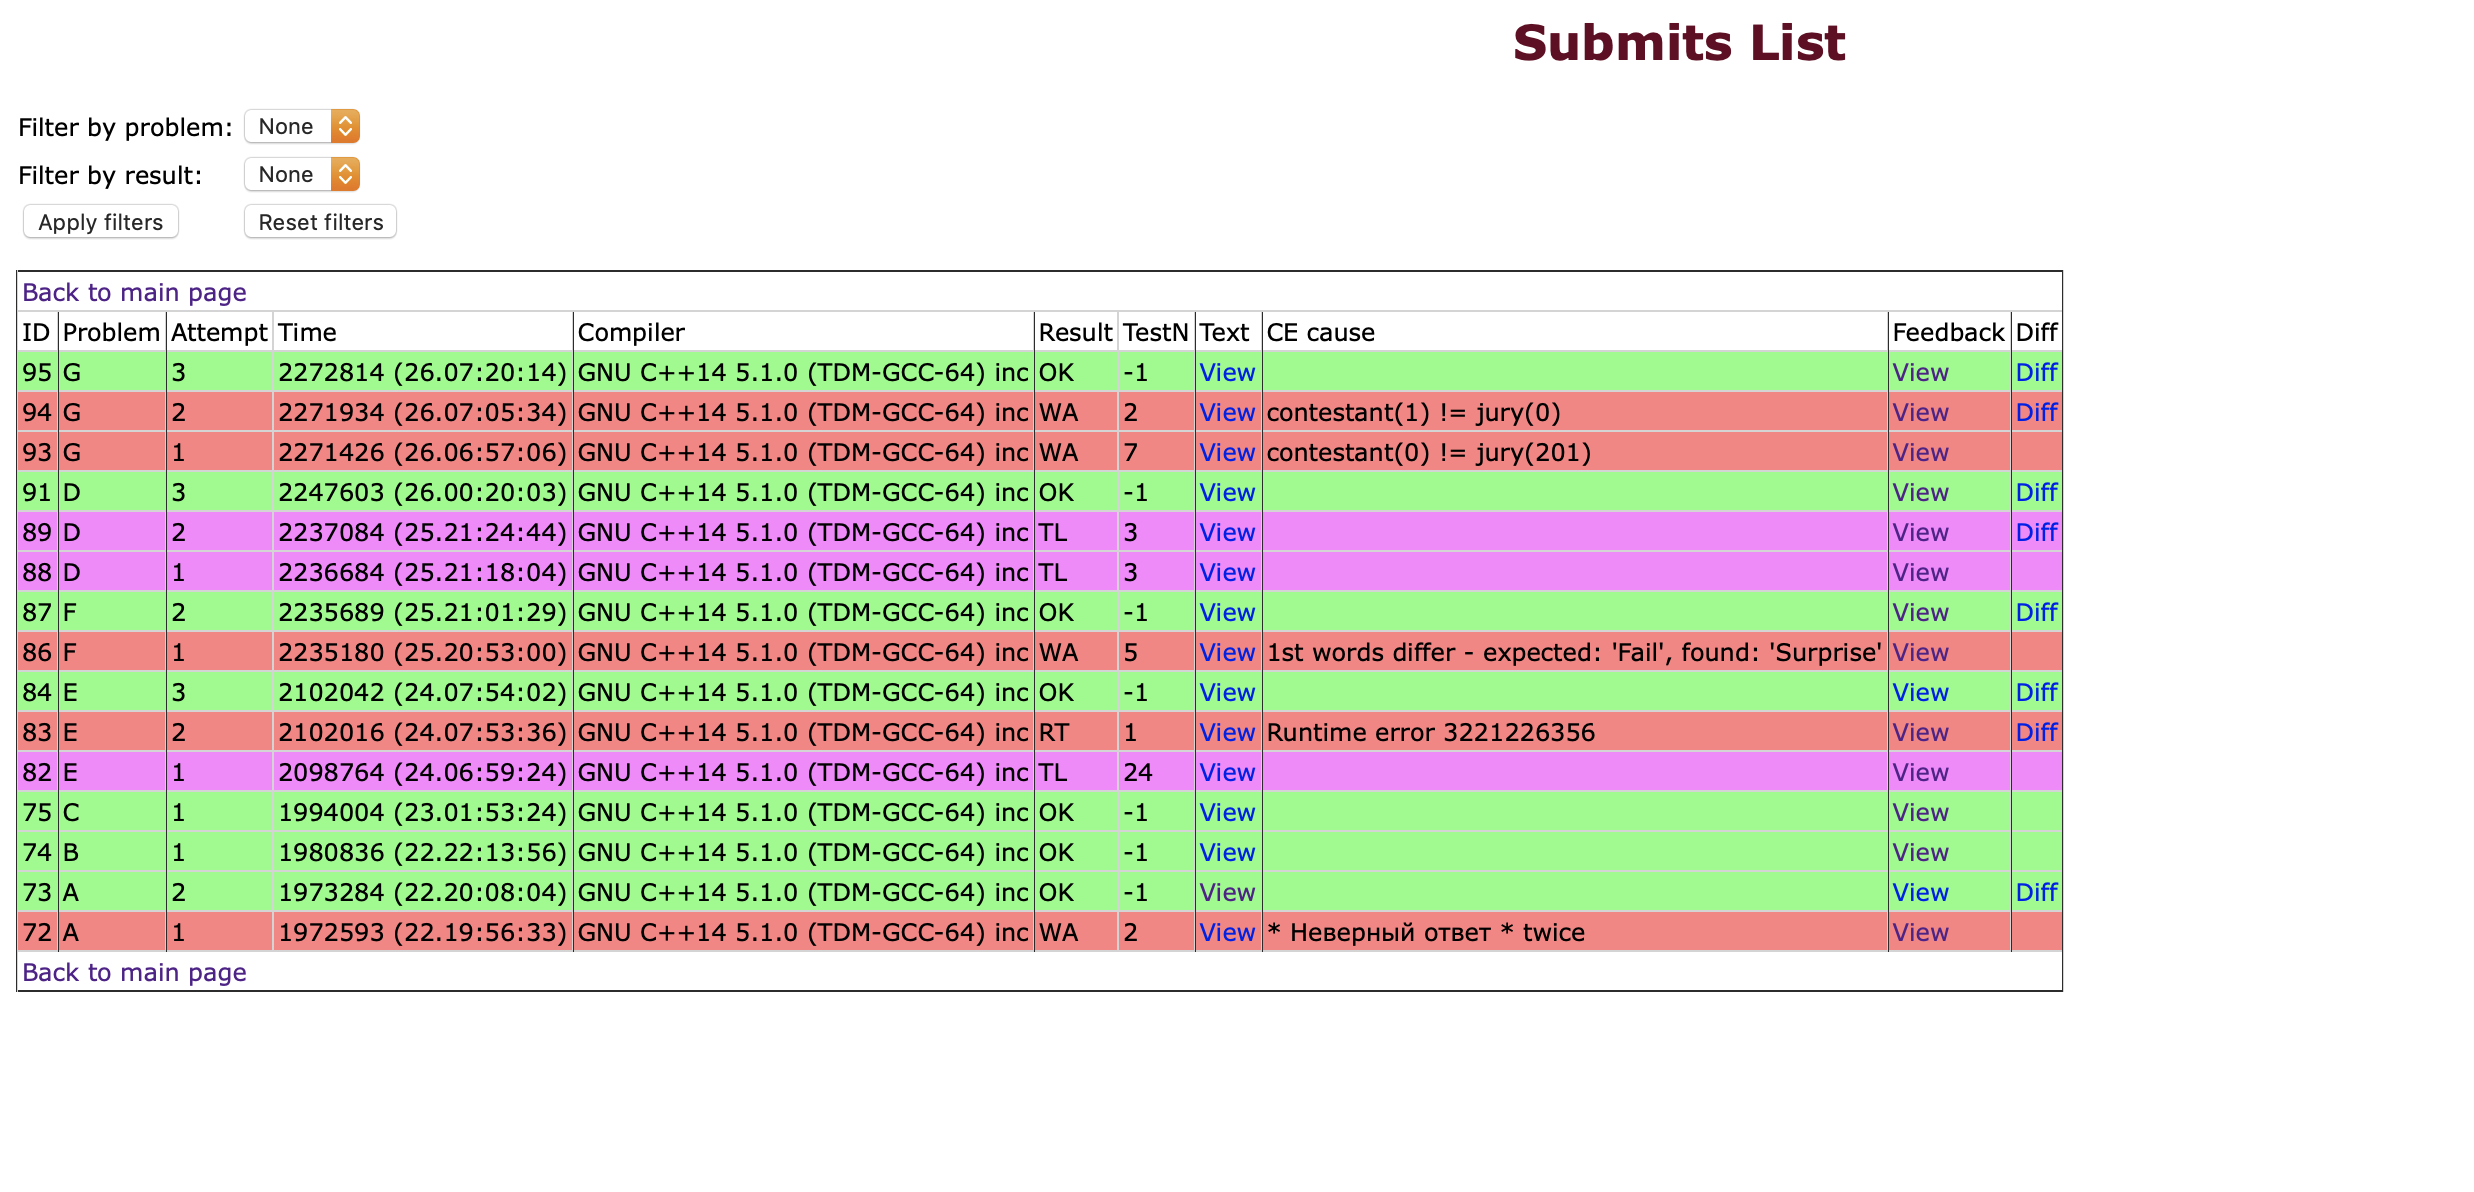 Submits List
Filter by problem: None
Filter by result: None
Apply filters Reset filters
Back to main page
ID Problem Attempt Time Compiler Result TestN Text CE cause Feedback Diff
95 G 3 2272814 (26.07:20:14) GNU C++14 5.1.0 (TDM-GCC-64) inc OK -1 View View Diff
94 G 2 2271934 (26.07:05:34) GNU C++14 5.1.0 (TDM-GCC-64) inc WA 2 View contestant(1) != jury(0) View Diff
93 G 1 2271426 (26.06:57:06) GNU C++14 5.1.0 (TDM-GCC-64) inc WA 7 View contestant(0) != jury(201) View
91 D 3 2247603 (26.00:20:03) GNU C++14 5.1.0 (TDM-GCC-64) inc OK -1 View View Diff
89 D 2 2237084 (25.21:24:44) GNU C++14 5.1.0 (TDM-GCC-64) inc TL 3 View View Diff
88 D 1 2236684 (25.21:18:04) GNU C++14 5.1.0 (TDM-GCC-64) inc TL 3 View View
87 F 2 2235689 (25.21:01:29) GNU C++14 5.1.0 (TDM-GCC-64) inc OK -1 View View Diff
86 F 1 2235180 (25.20:53:00) GNU C++14 5.1.0 (TDM-GCC-64) inc WA 5 View 1st words differ - expected: 'Fail', found: 'Surprise' View
84 E 3 2102042 (24.07:54:02) GNU C++14 5.1.0 (TDM-GCC-64) inc OK -1 View View Diff
83 E 2 2102016 (24.07:53:36) GNU C++14 5.1.0 (TDM-GCC-64) inc RT 1 View Runtime error 3221226356 View Diff
82 E 1 2098764 (24.06:59:24) GNU C++14 5.1.0 (TDM-GCC-64) inc TL 24 View View
75 C 1 1994004 (23.01:53:24) GNU C++14 5.1.0 (TDM-GCC-64) inc OK -1 View View
74 B 1 1980836 (22.22:13:56) GNU C++14 5.1.0 (TDM-GCC-64) inc OK -1 View View
73 A 2 1973284 (22.20:08:04) GNU C++14 5.1.0 (TDM-GCC-64) inc OK -1 View View Diff
72 A 1 1972593 (22.19:56:33) GNU C++14 5.1.0 (TDM-GCC-64) inc WA 2 View * Неверный ответ * twice View
Back to main page